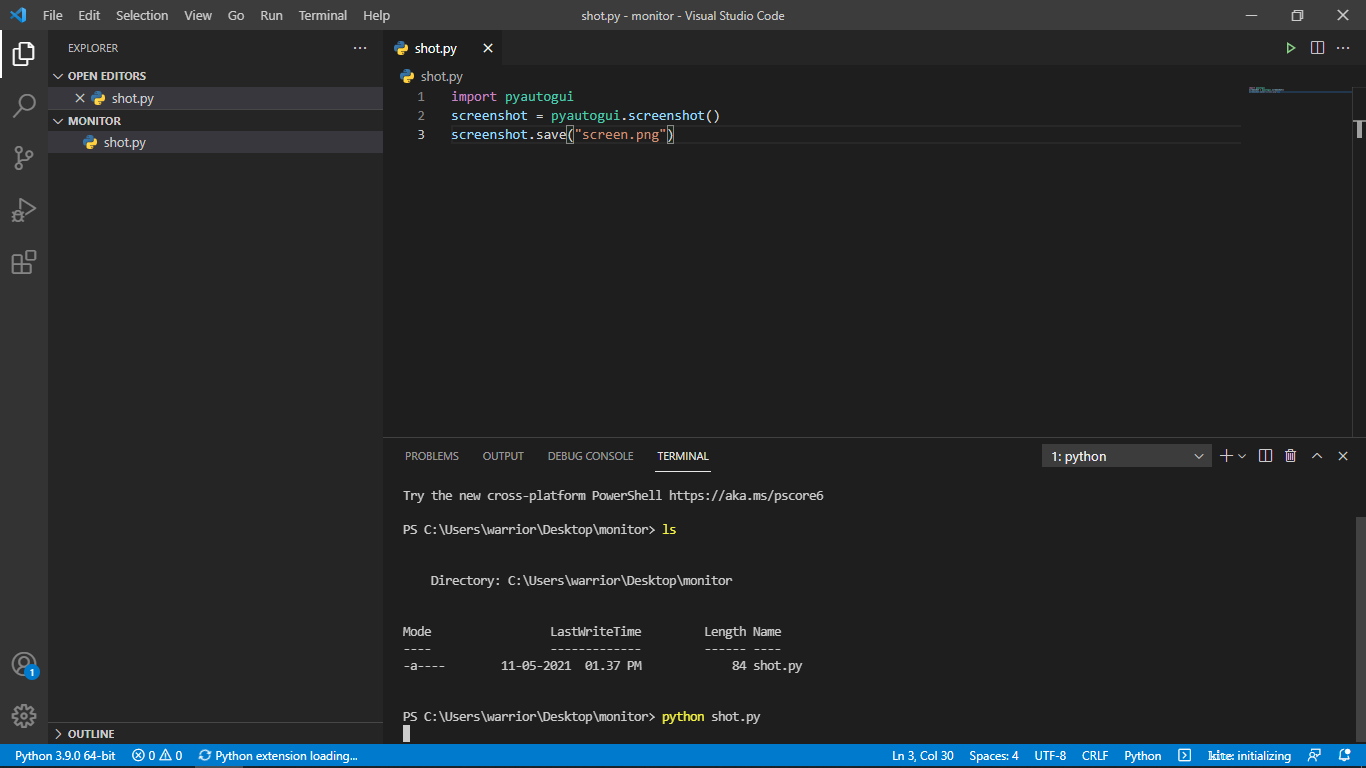 File Edit Selection View Go Run Terminal Help
shot.py - monitor - Visual Studio Code
EXPLORER
OPEN EDITORS
shot.py
MONITOR
shot.py
OUTLINE
1
shot.py
shot.py
1 import pyautogui
2 screenshot = pyautogui.screenshot()
3 screenshot.save("screen.png")
PROBLEMS OUTPUT DEBUG CONSOLE TERMINAL
1: python
Try the new cross-platform PowerShell https://aka.ms/pscore6
PS C:\Users\warrior\Desktop\monitor> ls
Directory: C:\Users\warrior\Desktop\monitor
Mode LastWriteTime Length Name
---- ------------- ------ ----
-a---- 11-05-2021 01.37 PM 84 shot.py
PS C:\Users\warrior\Desktop\monitor> python shot.py
Python 3.9.0 64-bit 0 0 Python extension loading... Ln 3, Col 30 Spaces: 4 UTF-8 CRLF Python kite: initializing